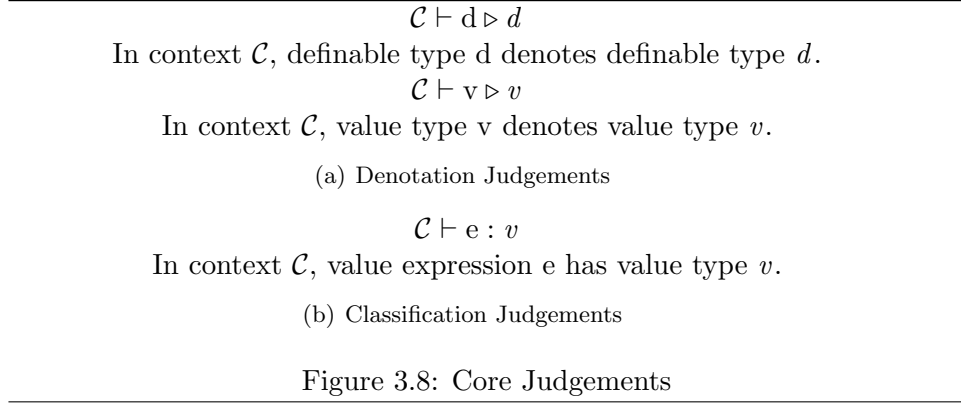 𝒞 ⊢ d ▷ 𝑑
In context 𝒞, definable type d denotes definable type 𝑑.
𝒞 ⊢ v ▷ 𝑣
In context 𝒞, value type v denotes value type 𝑣.
(a) Denotation Judgements
𝒞 ⊢ e : 𝑣
In context 𝒞, value expression e has value type 𝑣.
(b) Classification Judgements
Figure 3.8: Core Judgements